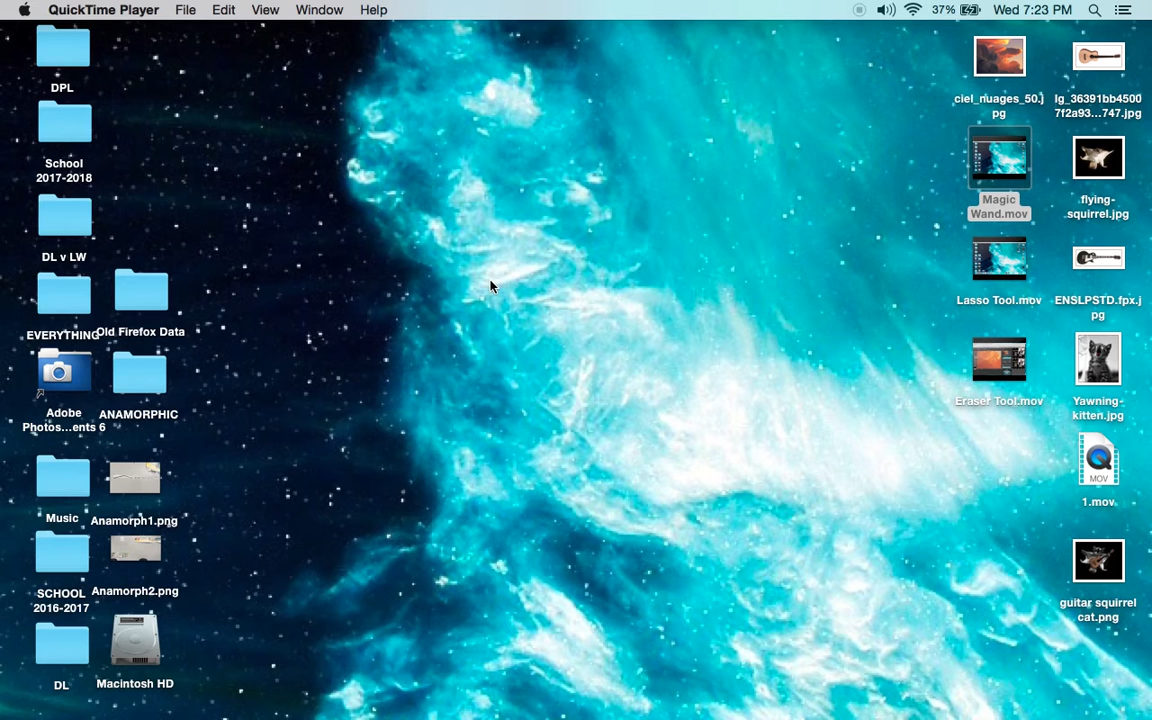 QuickTime Player File Edit View Window Help 37% Wed 7:23 PM
DPL
School
2017-2018
DL v LW
EVERYTHING
Old Firefox Data
Adobe
Photos...ents 6
ANAMORPHIC
Music
Anamorph1.png
SCHOOL
2016-2017
Anamorph2.png
DL
Macintosh HD
ciel_nuages_50.j
pg
lg_36391bb4500
7f2a93...747.jpg
Magic
Wand.mov
flying-
squirrel.jpg
Lasso Tool.mov
ENSLPSTD.fpx.j
pg
Eraser Tool.mov
Yawning-
kitten.jpg
MOV
1.mov
guitar squirrel
cat.png